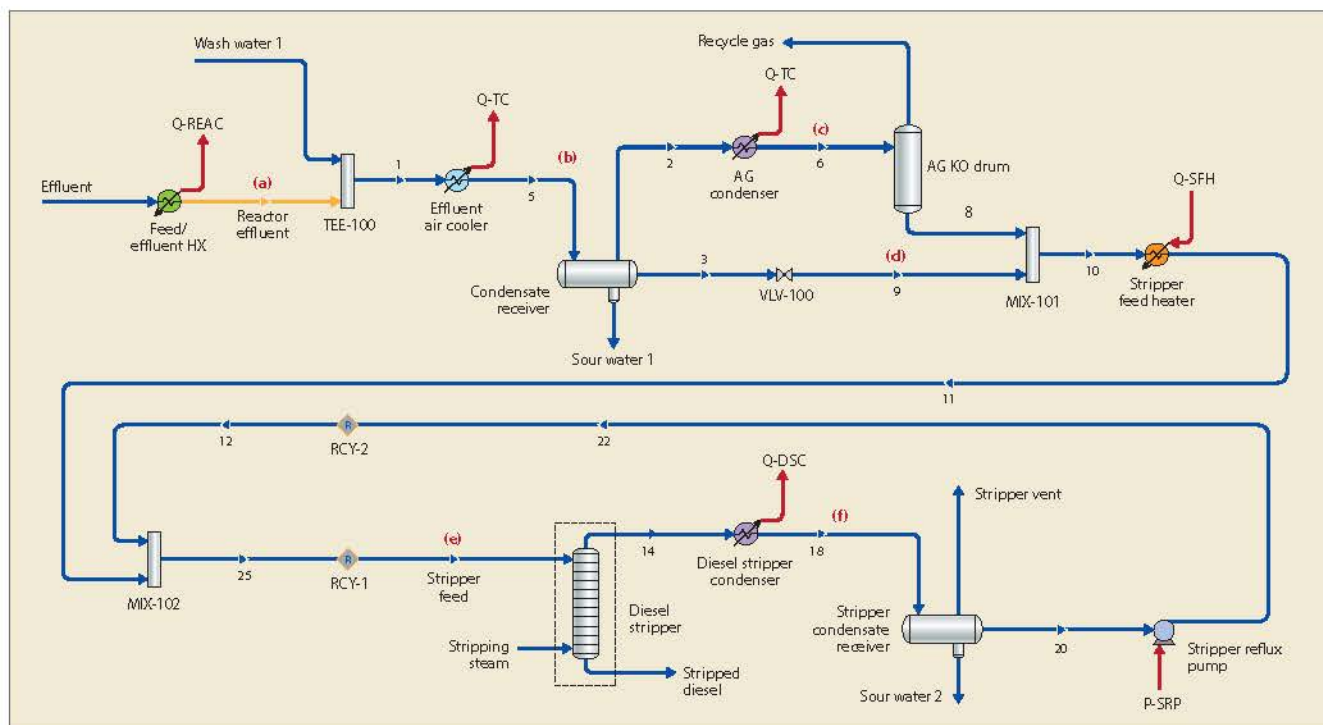 Wash water 1
Recycle gas
Q-REAC
Q-TC
Q-TC
Q-SFH
Effluent
(a)
Reactor
effluent
Feed/
effluent HX
TEE-100
1
Effluent
air cooler
5
(b)
2
AG
condenser
(c)
6
AG KO drum
8
Condensate
receiver
3
VLV-100
(d)
9
MIX-101
10
Stripper
feed heater
Sour water 1
11
12
RCY-2
22
MIX-102
25
RCY-1
(e)
Stripper
feed
Stripping
steam
Diesel
stripper
Stripped
diesel
14
Q-DSC
Diesel stripper
condenser
(f)
18
Stripper vent
Stripper
condensate
receiver
20
Stripper reflux
pump
Sour water 2
P-SRP
R
R